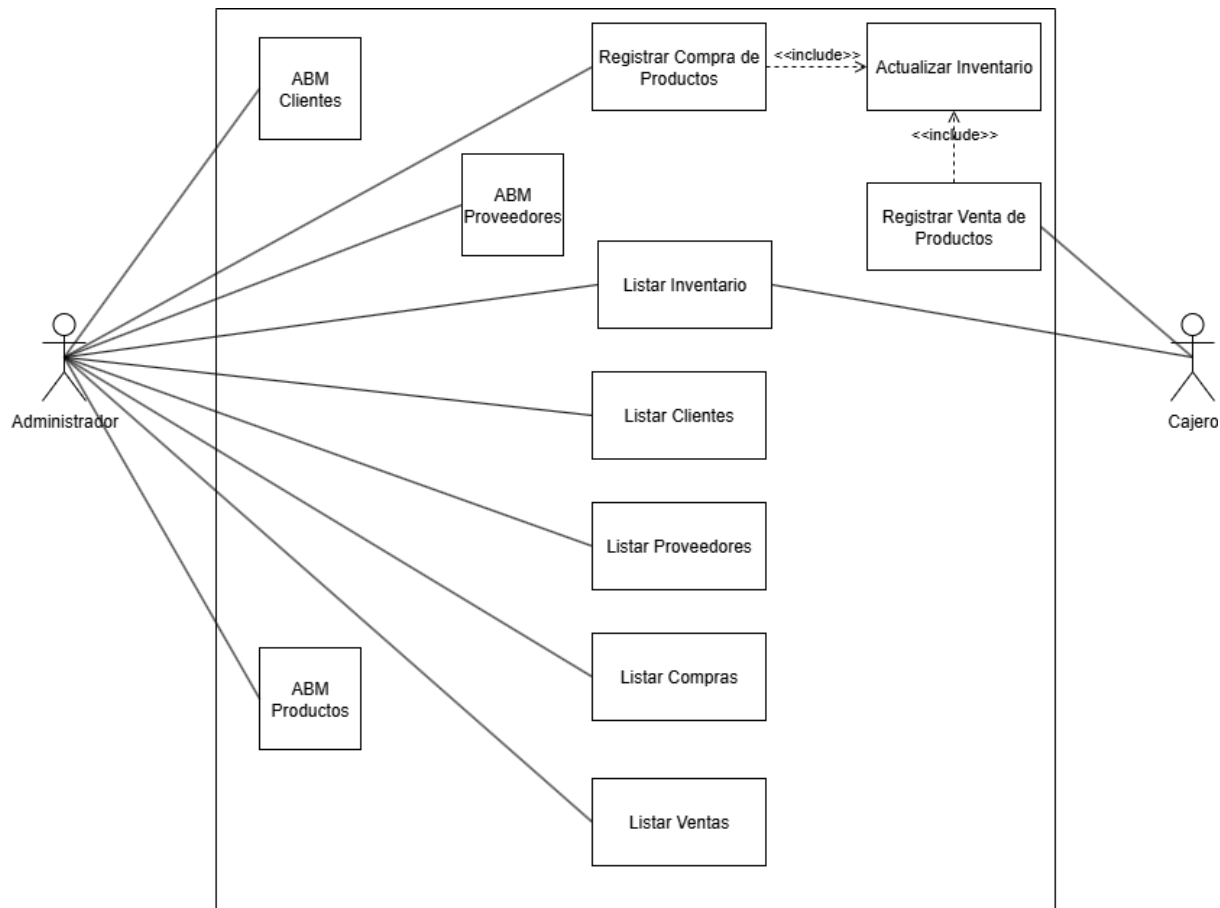 ABM
Clientes
Registrar Compra de
Productos
<<include>>
Actualizar Inventario
<<include>>
ABM
Proveedores
Registrar Venta de
Productos
Listar Inventario
Administrador
Listar Clientes
Cajero
Listar Proveedores
ABM
Productos
Listar Compras
Listar Ventas